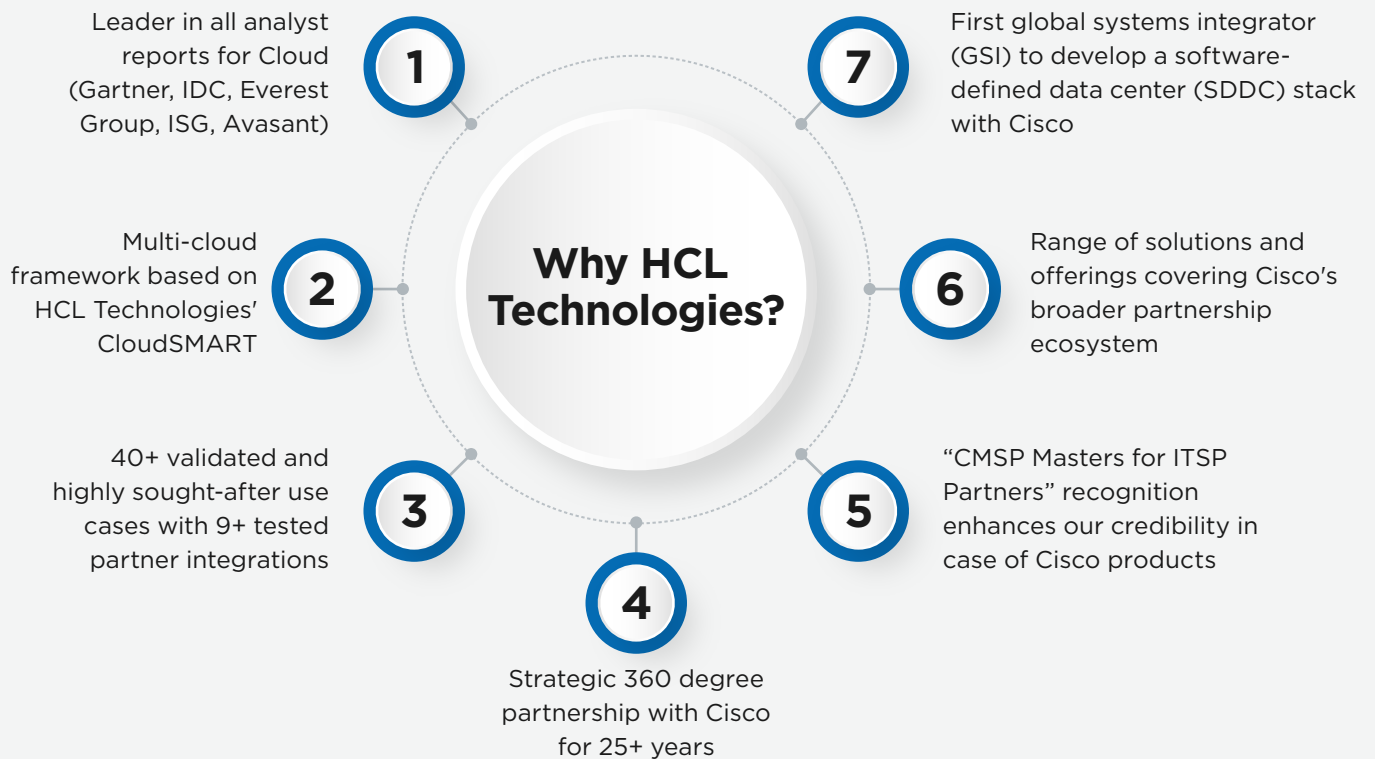 Why HCL
Technologies?
1
Leader in all analyst
reports for Cloud
(Gartner, IDC, Everest
Group, ISG, Avasant)
2
Multi-cloud
framework based on
HCL Technologies'
CloudSMART
3
40+ validated and
highly sought-after use
cases with 9+ tested
partner integrations
4
Strategic 360 degree
partnership with Cisco
for 25+ years
5
“CMSP Masters for ITSP
Partners” recognition
enhances our credibility in
case of Cisco products
6
Range of solutions and
offerings covering Cisco's
broader partnership
ecosystem
7
First global systems integrator
(GSI) to develop a software-
defined data center (SDDC) stack
with Cisco